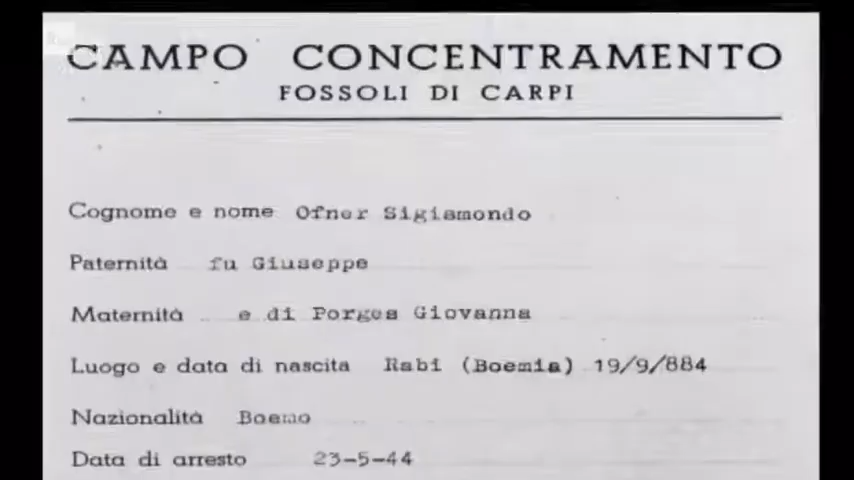 CAMPO CONCENTRAMENTO
FOSSOLI DI CARPI
Cognome e nome Ofner Sigismondo
Paternità fu Giuseppe
Maternità e di Porges Giovanna
Luogo e data di nascita Rabi (Boemia) 19/9/884
Nazionalità Boemo
Data di arresto 23-5-44